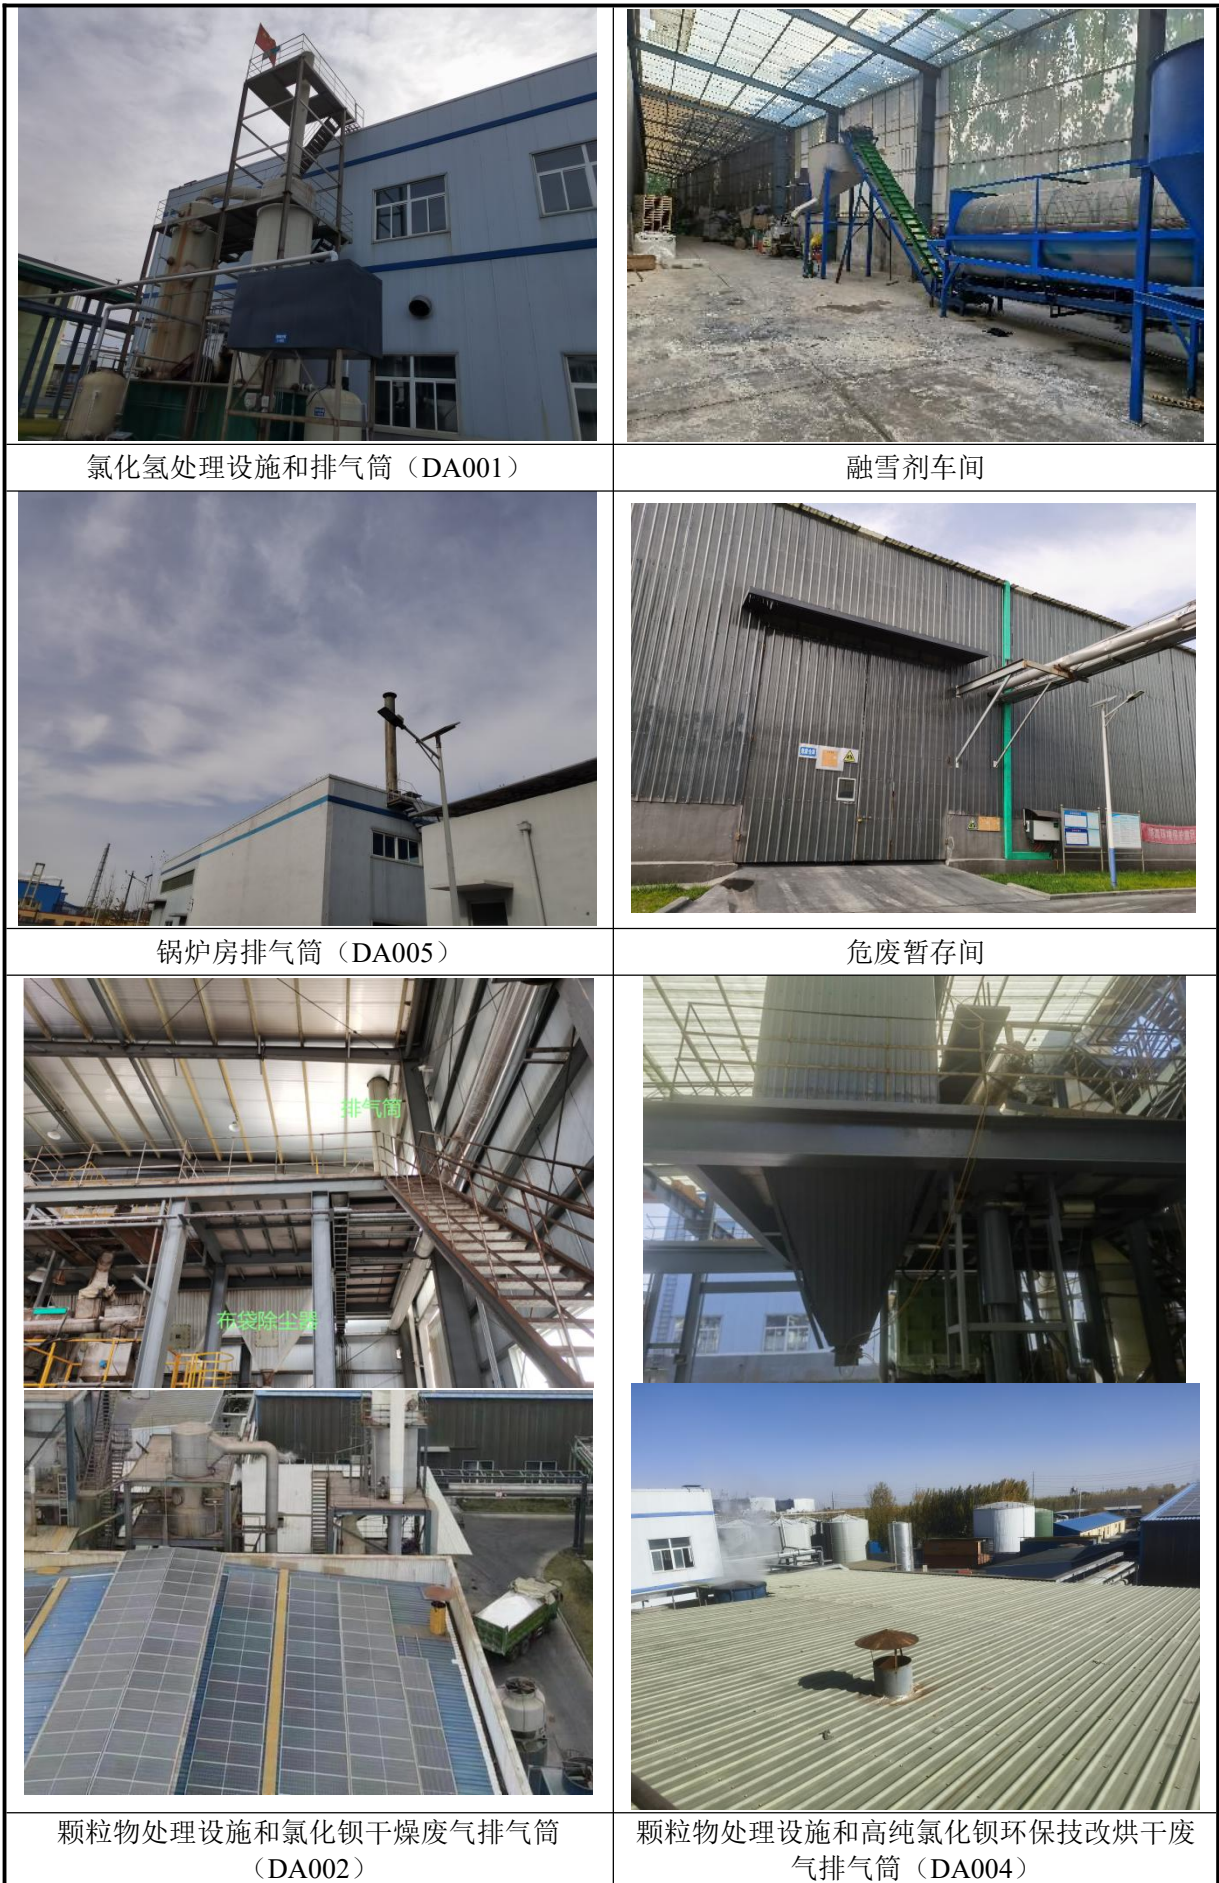 氯化氢处理设施和排气筒（DA001）
融雪剂车间
锅炉房排气筒（DA005）
危废暂存间
排气筒
布袋除尘器
颗粒物处理设施和氯化钡干燥废气排气筒
（DA002）
颗粒物处理设施和高纯氯化钡环保技改烘干废
气排气筒（DA004）